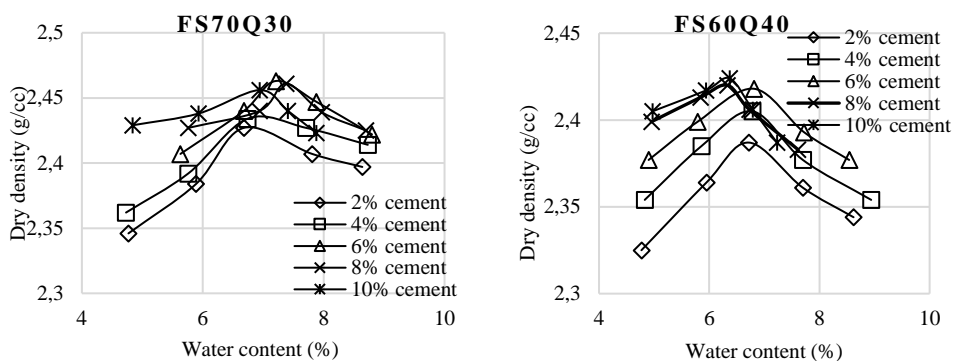 FS70Q30
2,5
2,45
2,4
2,35
2,3
4
6
8
10
Dry density (g/cc)
Water content (%)
2% cement
4% cement
6% cement
8% cement
10% cement
FS60Q40
2,45
2,4
2,35
2,3
4
6
8
10
Dry density (g/cc)
Water content (%)
2% cement
4% cement
6% cement
8% cement
10% cement